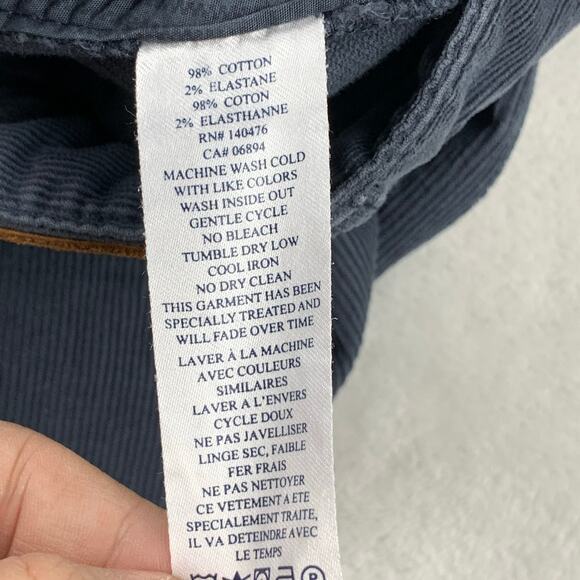 98% COTTON
2% ELASTANE
98% COTON
2% ELASTHANNE
RN# 140476
CA# 06894
MACHINE WASH COLD
WITH LIKE COLORS
WASH INSIDE OUT
GENTLE CYCLE
NO BLEACH
TUMBLE DRY LOW
COOL IRON
NO DRY CLEAN
THIS GARMENT HAS BEEN
SPECIALLY TREATED AND
WILL FADE OVER TIME
LAVER À LA MACHINE
AVEC COULEURS
SIMILAIRES
LAVER A L'ENVERS
CYCLE DOUX
NE PAS JAVELLISER
LINGE SEC, FAIBLE
FER FRAIS
NE PAS NETTOYER
CE VETEMENT A ETE
SPECIALEMENT TRAITE,
IL VA DETEINDRE AVEC
LE TEMPS